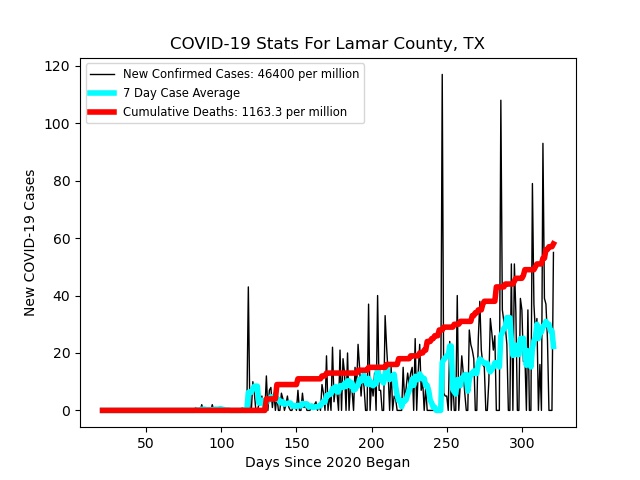 COVID-19 Stats For Lamar County, TX
New Confirmed Cases: 46400 per million
7 Day Case Average
Cumulative Deaths: 1163.3 per million
New COVID-19 Cases
120
100
80
60
40
20
0
50
100
150
200
250
300
Days Since 2020 Began